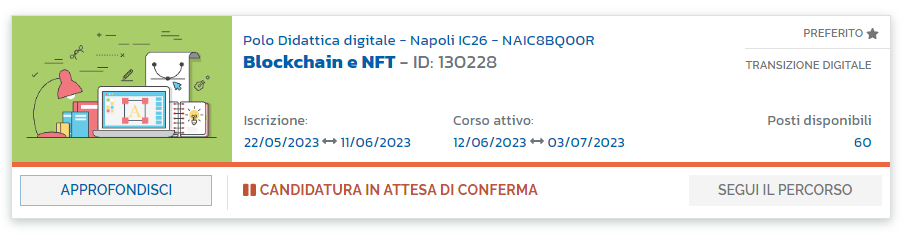 Polo Didattica digitale - Napoli IC26 - NAIC8BQ00R
PREFERITO
Blockchain e NFT - ID: 130228
TRANSIZIONE DIGITALE
Iscrizione:
22/05/2023 ↔ 11/06/2023
Corso attivo:
12/06/2023 ↔ 03/07/2023
Posti disponibili
60
APPROFONDISCI
CANDIDATURA IN ATTESA DI CONFERMA
SEGUI IL PERCORSO
A